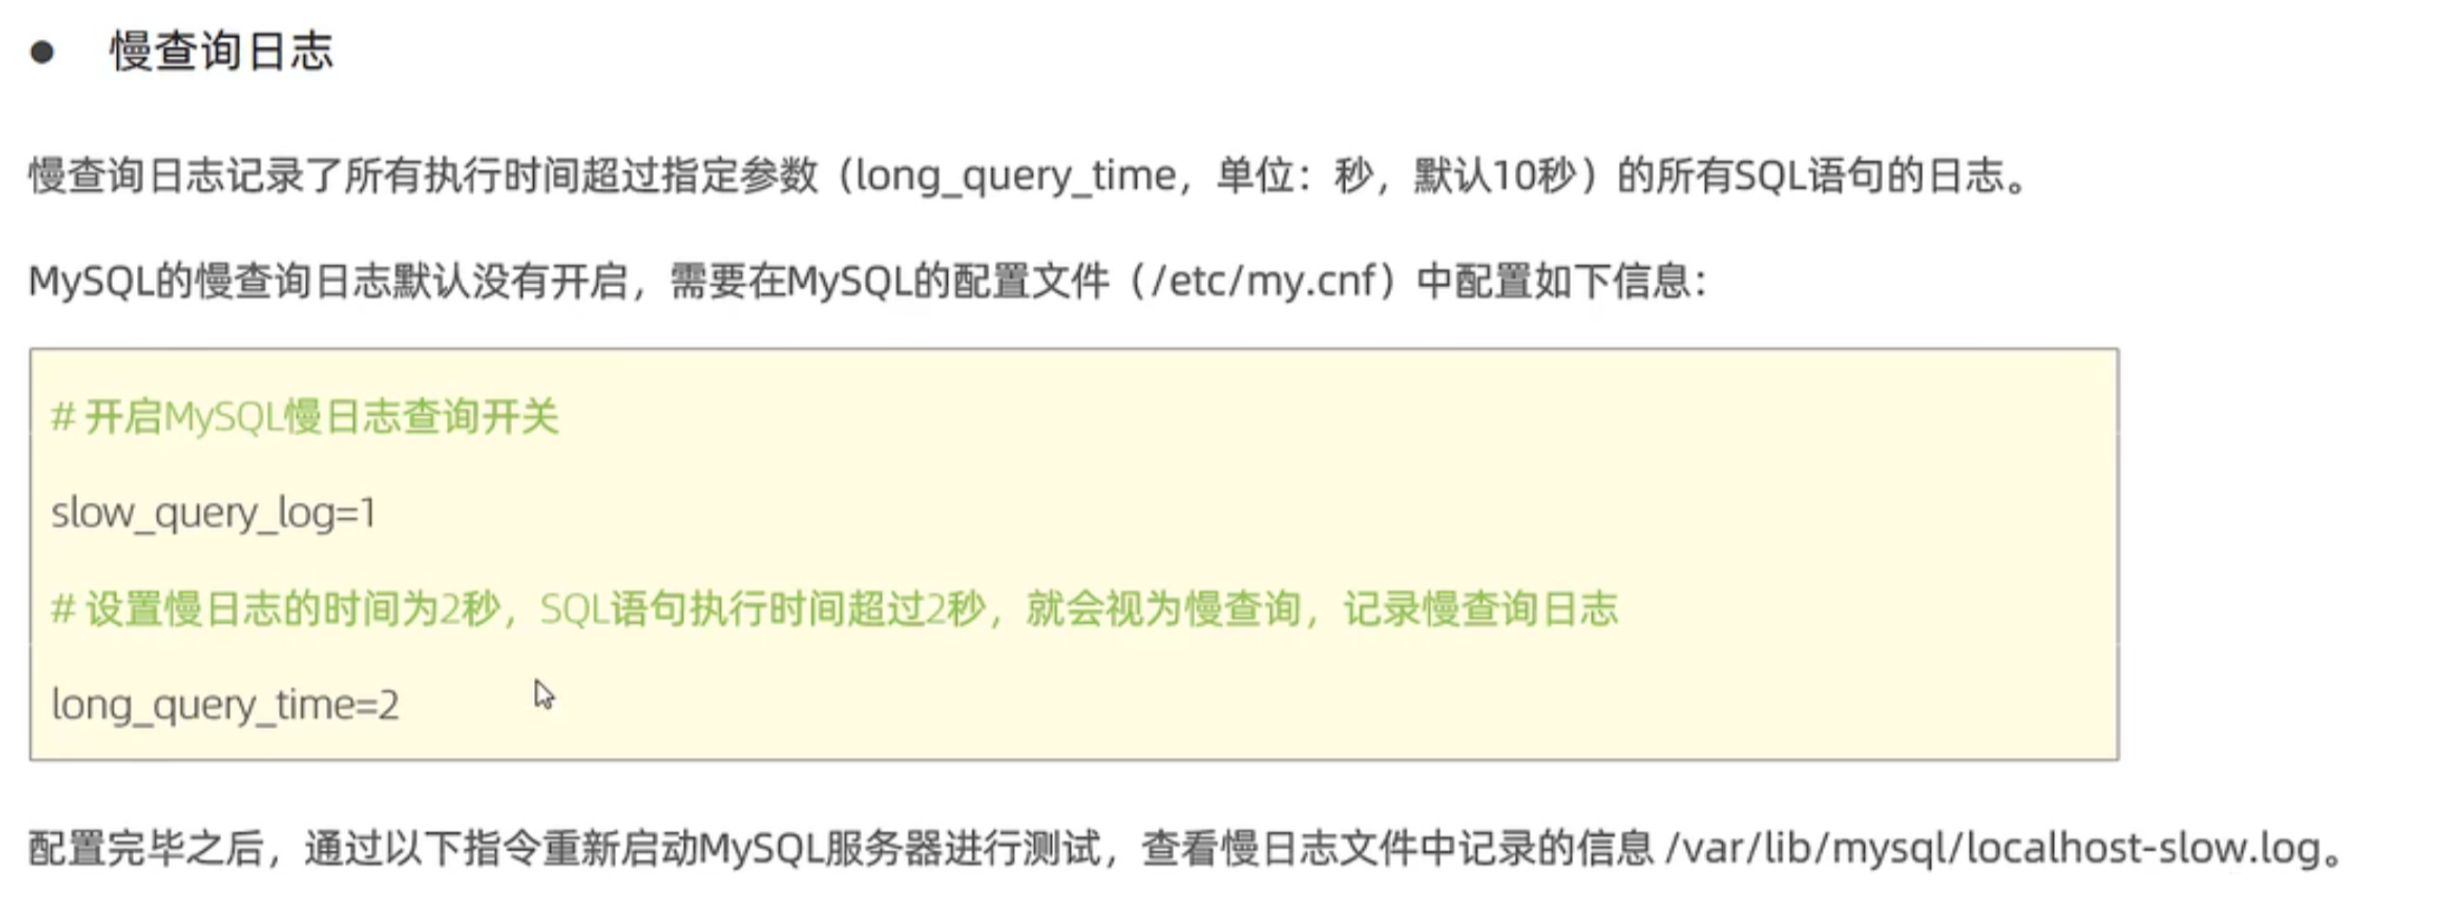 ● 慢查询日志
慢查询日志记录了所有执行时间超过指定参数（long_query_time，单位：秒，默认10秒）的所有SQL语句的日志。
MySQL的慢查询日志默认没有开启，需要在MySQL的配置文件（/etc/my.cnf）中配置如下信息：
# 开启MySQL慢日志查询开关
slow_query_log=1
# 设置慢日志的时间为2秒，SQL语句执行时间超过2秒，就会视为慢查询，记录慢查询日志
long_query_time=2
配置完毕之后，通过以下指令重新启动MySQL服务器进行测试，查看慢日志文件中记录的信息 /var/lib/mysql/localhost-slow.log。